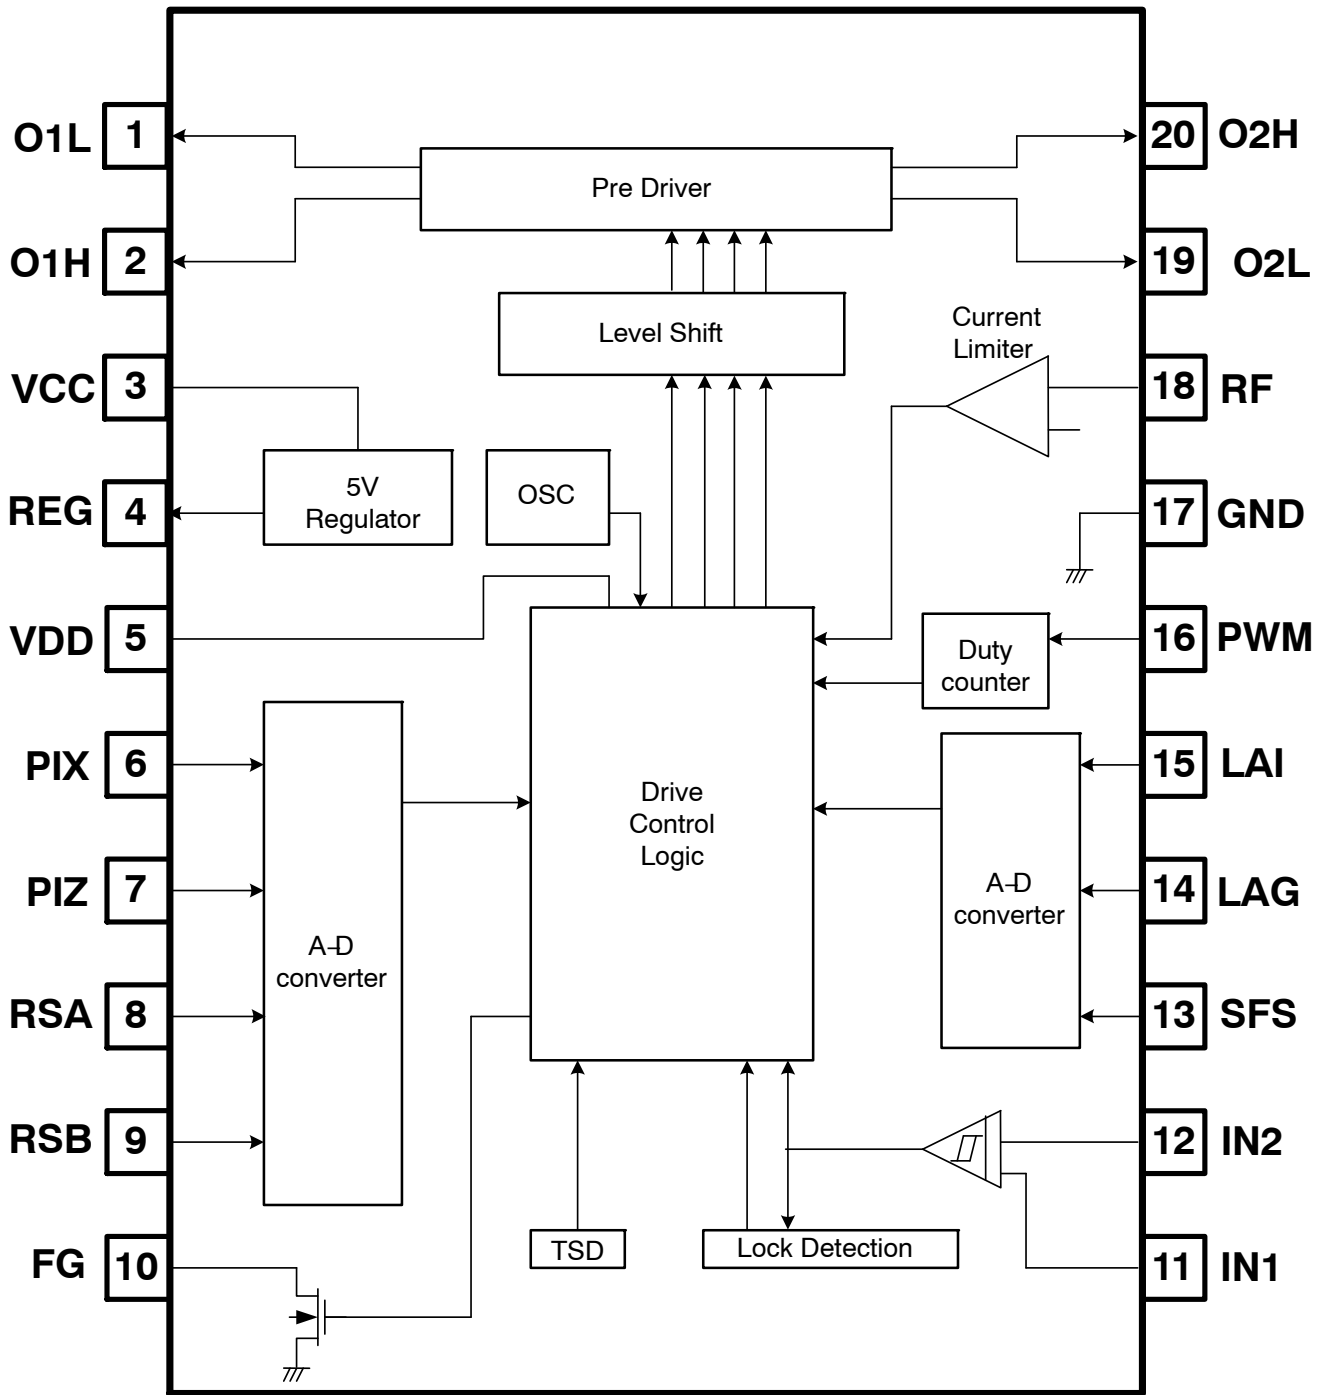 O1L 1
20 O2H
Pre Driver
O1H 2
19 O2L
Level Shift
Current
Limiter
VCC 3
18 RF
5V
Regulator
OSC
REG 4
17 GND
VDD 5
16 PWM
Duty
counter
PIX 6
15 LAI
Drive
Control
Logic
PIZ 7
14 LAG
A-D
converter
A-D
converter
RSA 8
13 SFS
RSB 9
12 IN2
TSD
Lock Detection
FG 10
11 IN1